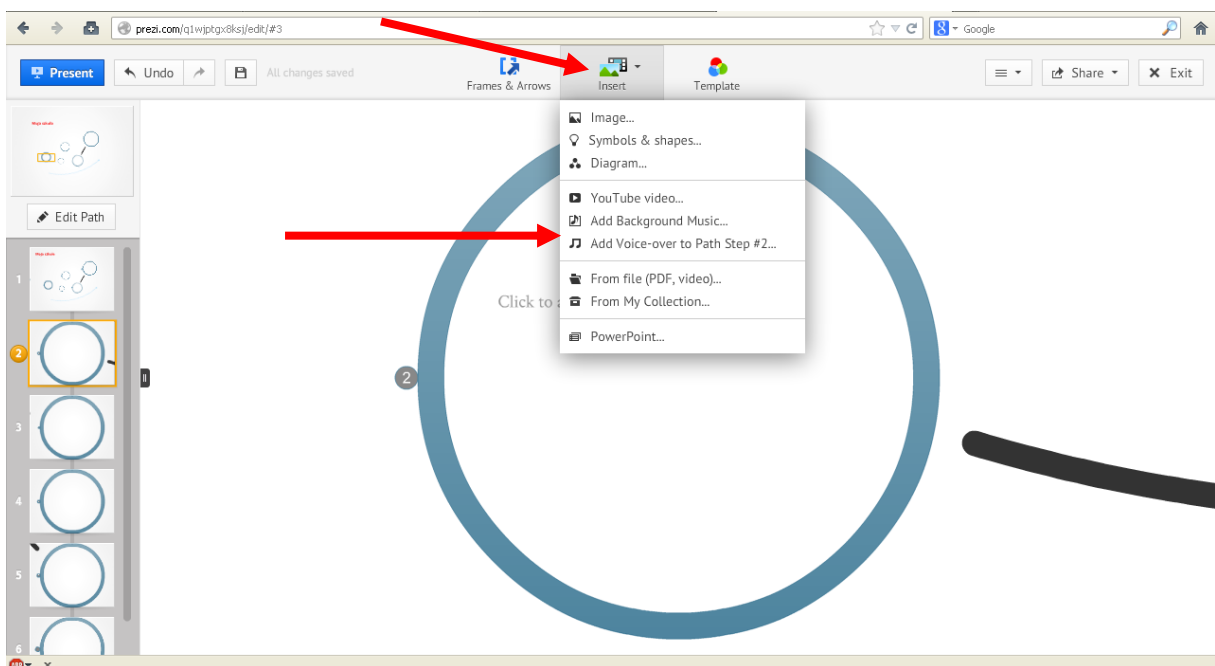 prezi.com/q1wjptgx8ksj/edit/#3
8 Google
Present Undo All changes saved Frames & Arrows Insert Template Share Exit
Image...
Symbols & shapes...
Diagram...
YouTube video...
Add Background Music...
Add Voice-over to Path Step #2...
From file (PDF, video)...
From My Collection...
PowerPoint...
Edit Path
1
2
3
4
5
6
Click to a
2